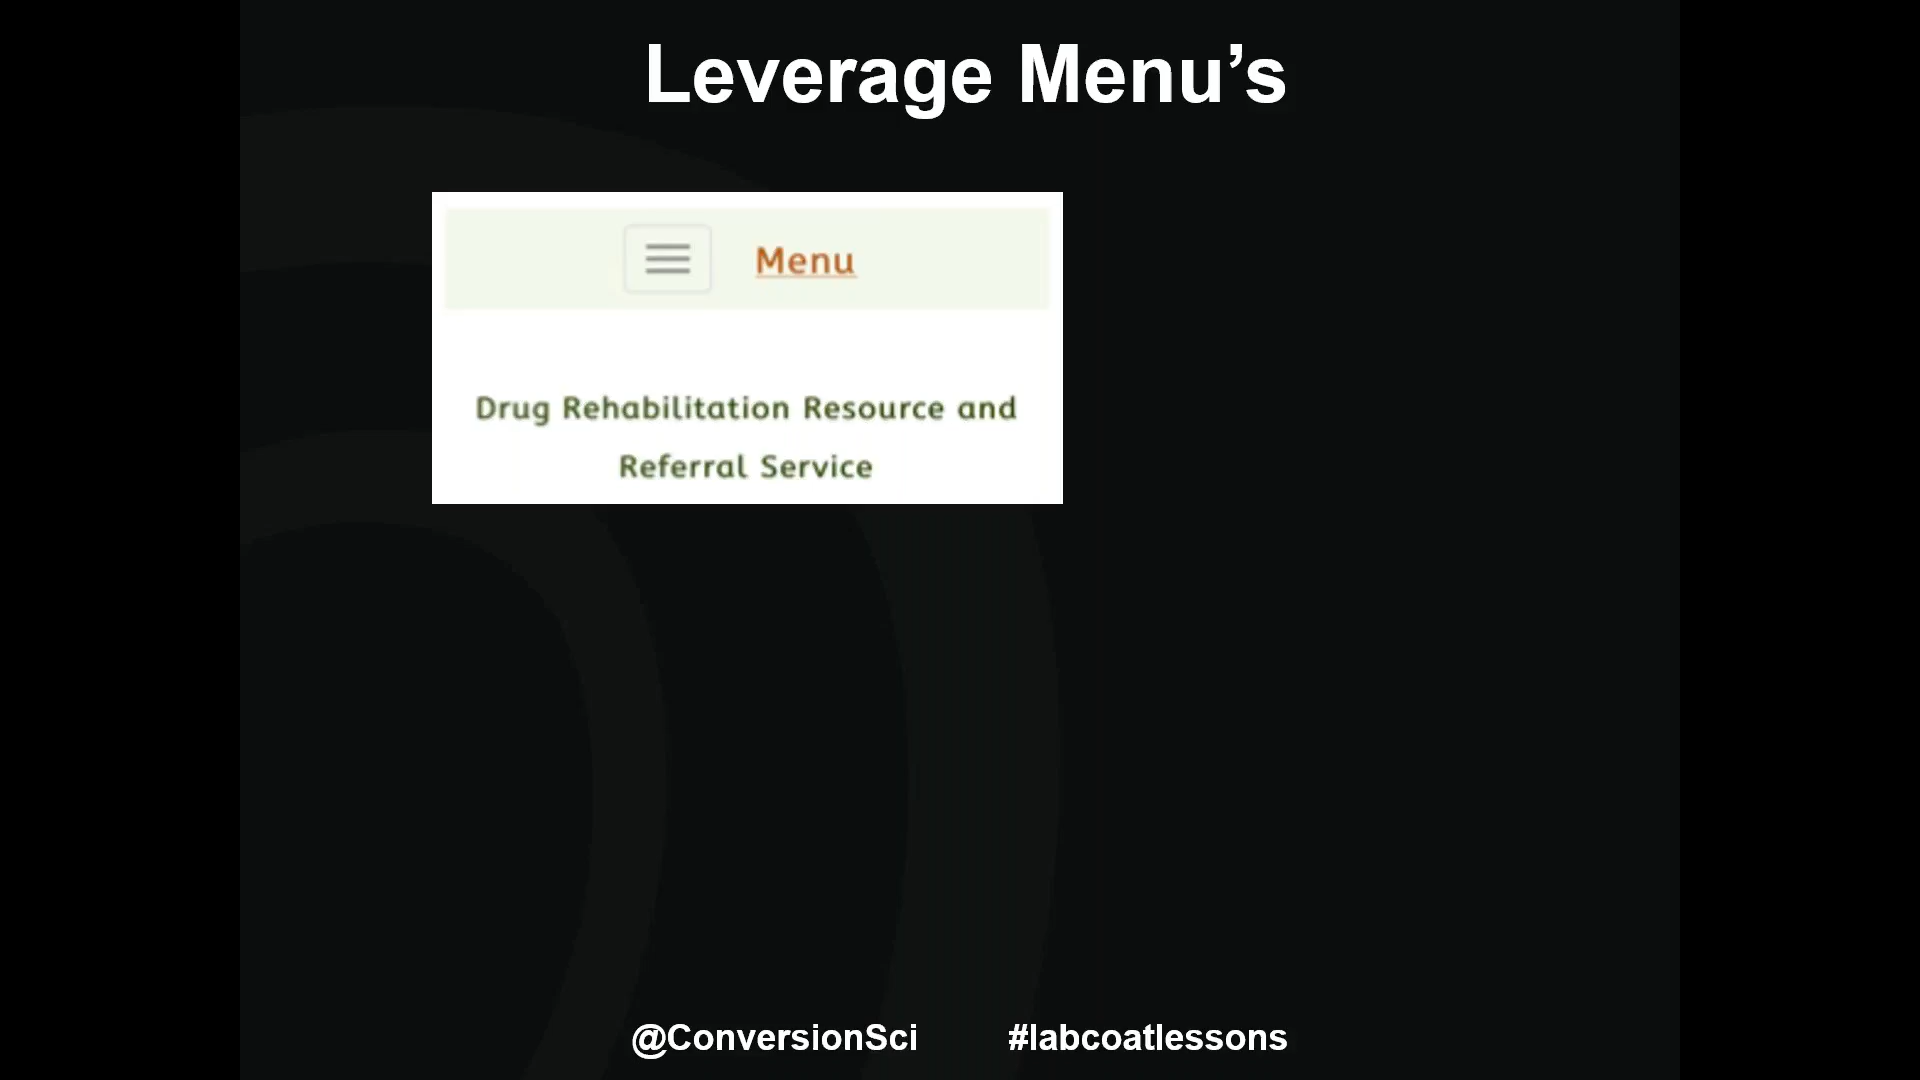 Leverage Menu’s
Menu
Drug Rehabilitation Resource and
Referral Service
@ConversionSci #labcoatlessons